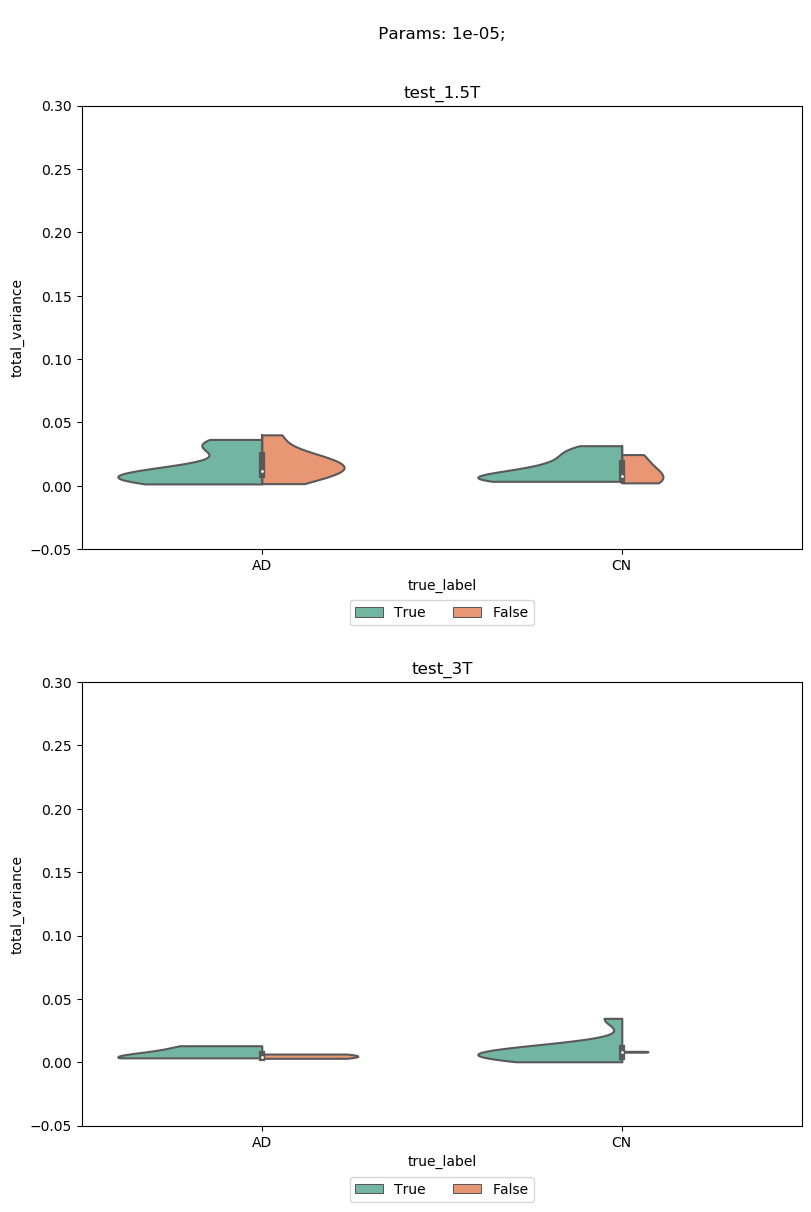 Params: 1e-05;
test_1.5T
0.30
0.25
0.20
0.15
0.10
0.05
0.00
−0.05
total_variance
AD CN
true_label
True False
test_3T
0.30
0.25
0.20
0.15
0.10
0.05
0.00
−0.05
total_variance
AD CN
true_label
True False